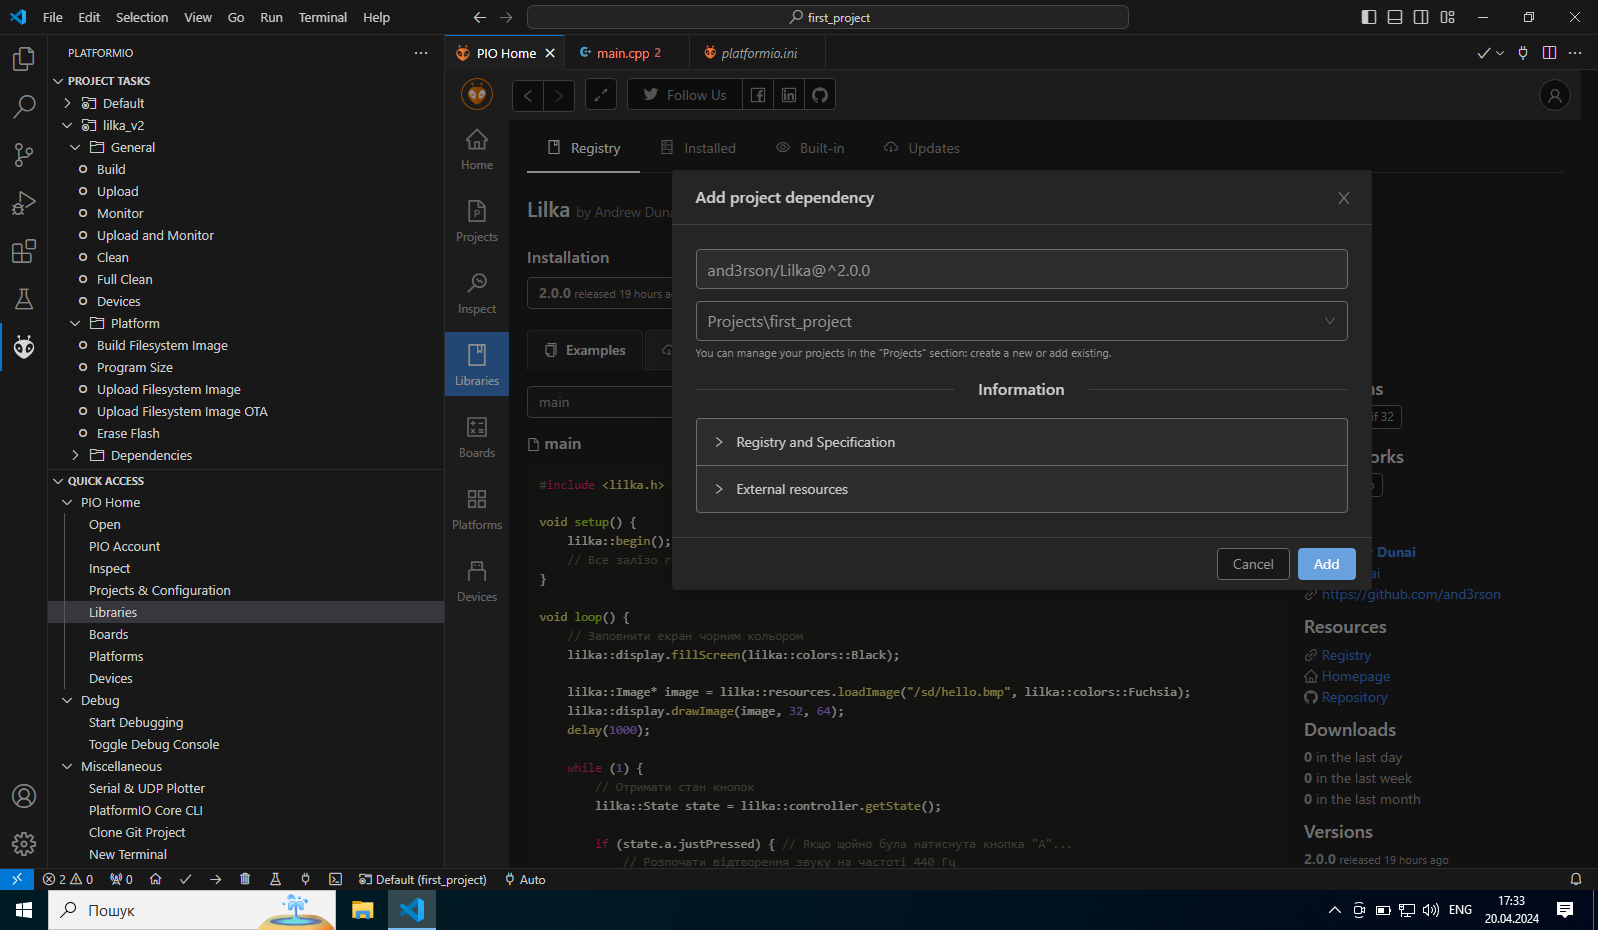 File Edit Selection View Go Run Terminal Help
first_project
PLATFORMIO
PROJECT TASKS
Default
lilka_v2
General
Build
Upload
Monitor
Upload and Monitor
Clean
Full Clean
Devices
Platform
Build Filesystem Image
Program Size
Upload Filesystem Image
Upload Filesystem Image OTA
Erase Flash
Dependencies
QUICK ACCESS
PIO Home
Open
PIO Account
Inspect
Projects & Configuration
Libraries
Boards
Platforms
Devices
Debug
Start Debugging
Toggle Debug Console
Miscellaneous
Serial & UDP Plotter
PlatformIO Core CLI
Clone Git Project
New Terminal
PIO Home main.cpp 2 platformio.ini
Follow Us
Home
Projects
Inspect
Libraries
Boards
Platforms
Devices
Registry Installed Built-in Updates
Lilka by Andrew Duna
Installation
2.0.0 released 19 hours a
Examples
main
main
#include <lilka.h>
void setup() {
lilka::begin();
// Все залізо г
}
void loop() {
// Заповнити екран чорним кольором
lilka::display.fillScreen(lilka::colors::Black);
lilka::Image* image = lilka::resources.loadImage("/sd/hello.bmp", lilka::colors::Fuchsia);
lilka::display.drawImage(image, 32, 64);
delay(1000);
while (1) {
// Отримати стан кнопок
lilka::State state = lilka::controller.getState();
if (state.a.justPressed) { // Якщо щойно була натиснута кнопка "A"...
// Розпочати відтворення звуку на частоті 440 Гц
Add project dependency
and3rson/Lilka@^2.0.0
Projects\first_project
You can manage your projects in the "Projects" section: create a new or add existing.
Information
Registry and Specification
External resources
Cancel
Add
ns
if 32
orks
Dunai
ai
https://github.com/and3rson
Resources
Registry
Homepage
Repository
Downloads
0 in the last day
0 in the last week
0 in the last month
Versions
2.0.0 released 19 hours ago
2 0 0 Default (first_project) Auto
Пошук
ENG
17:33
20.04.2024